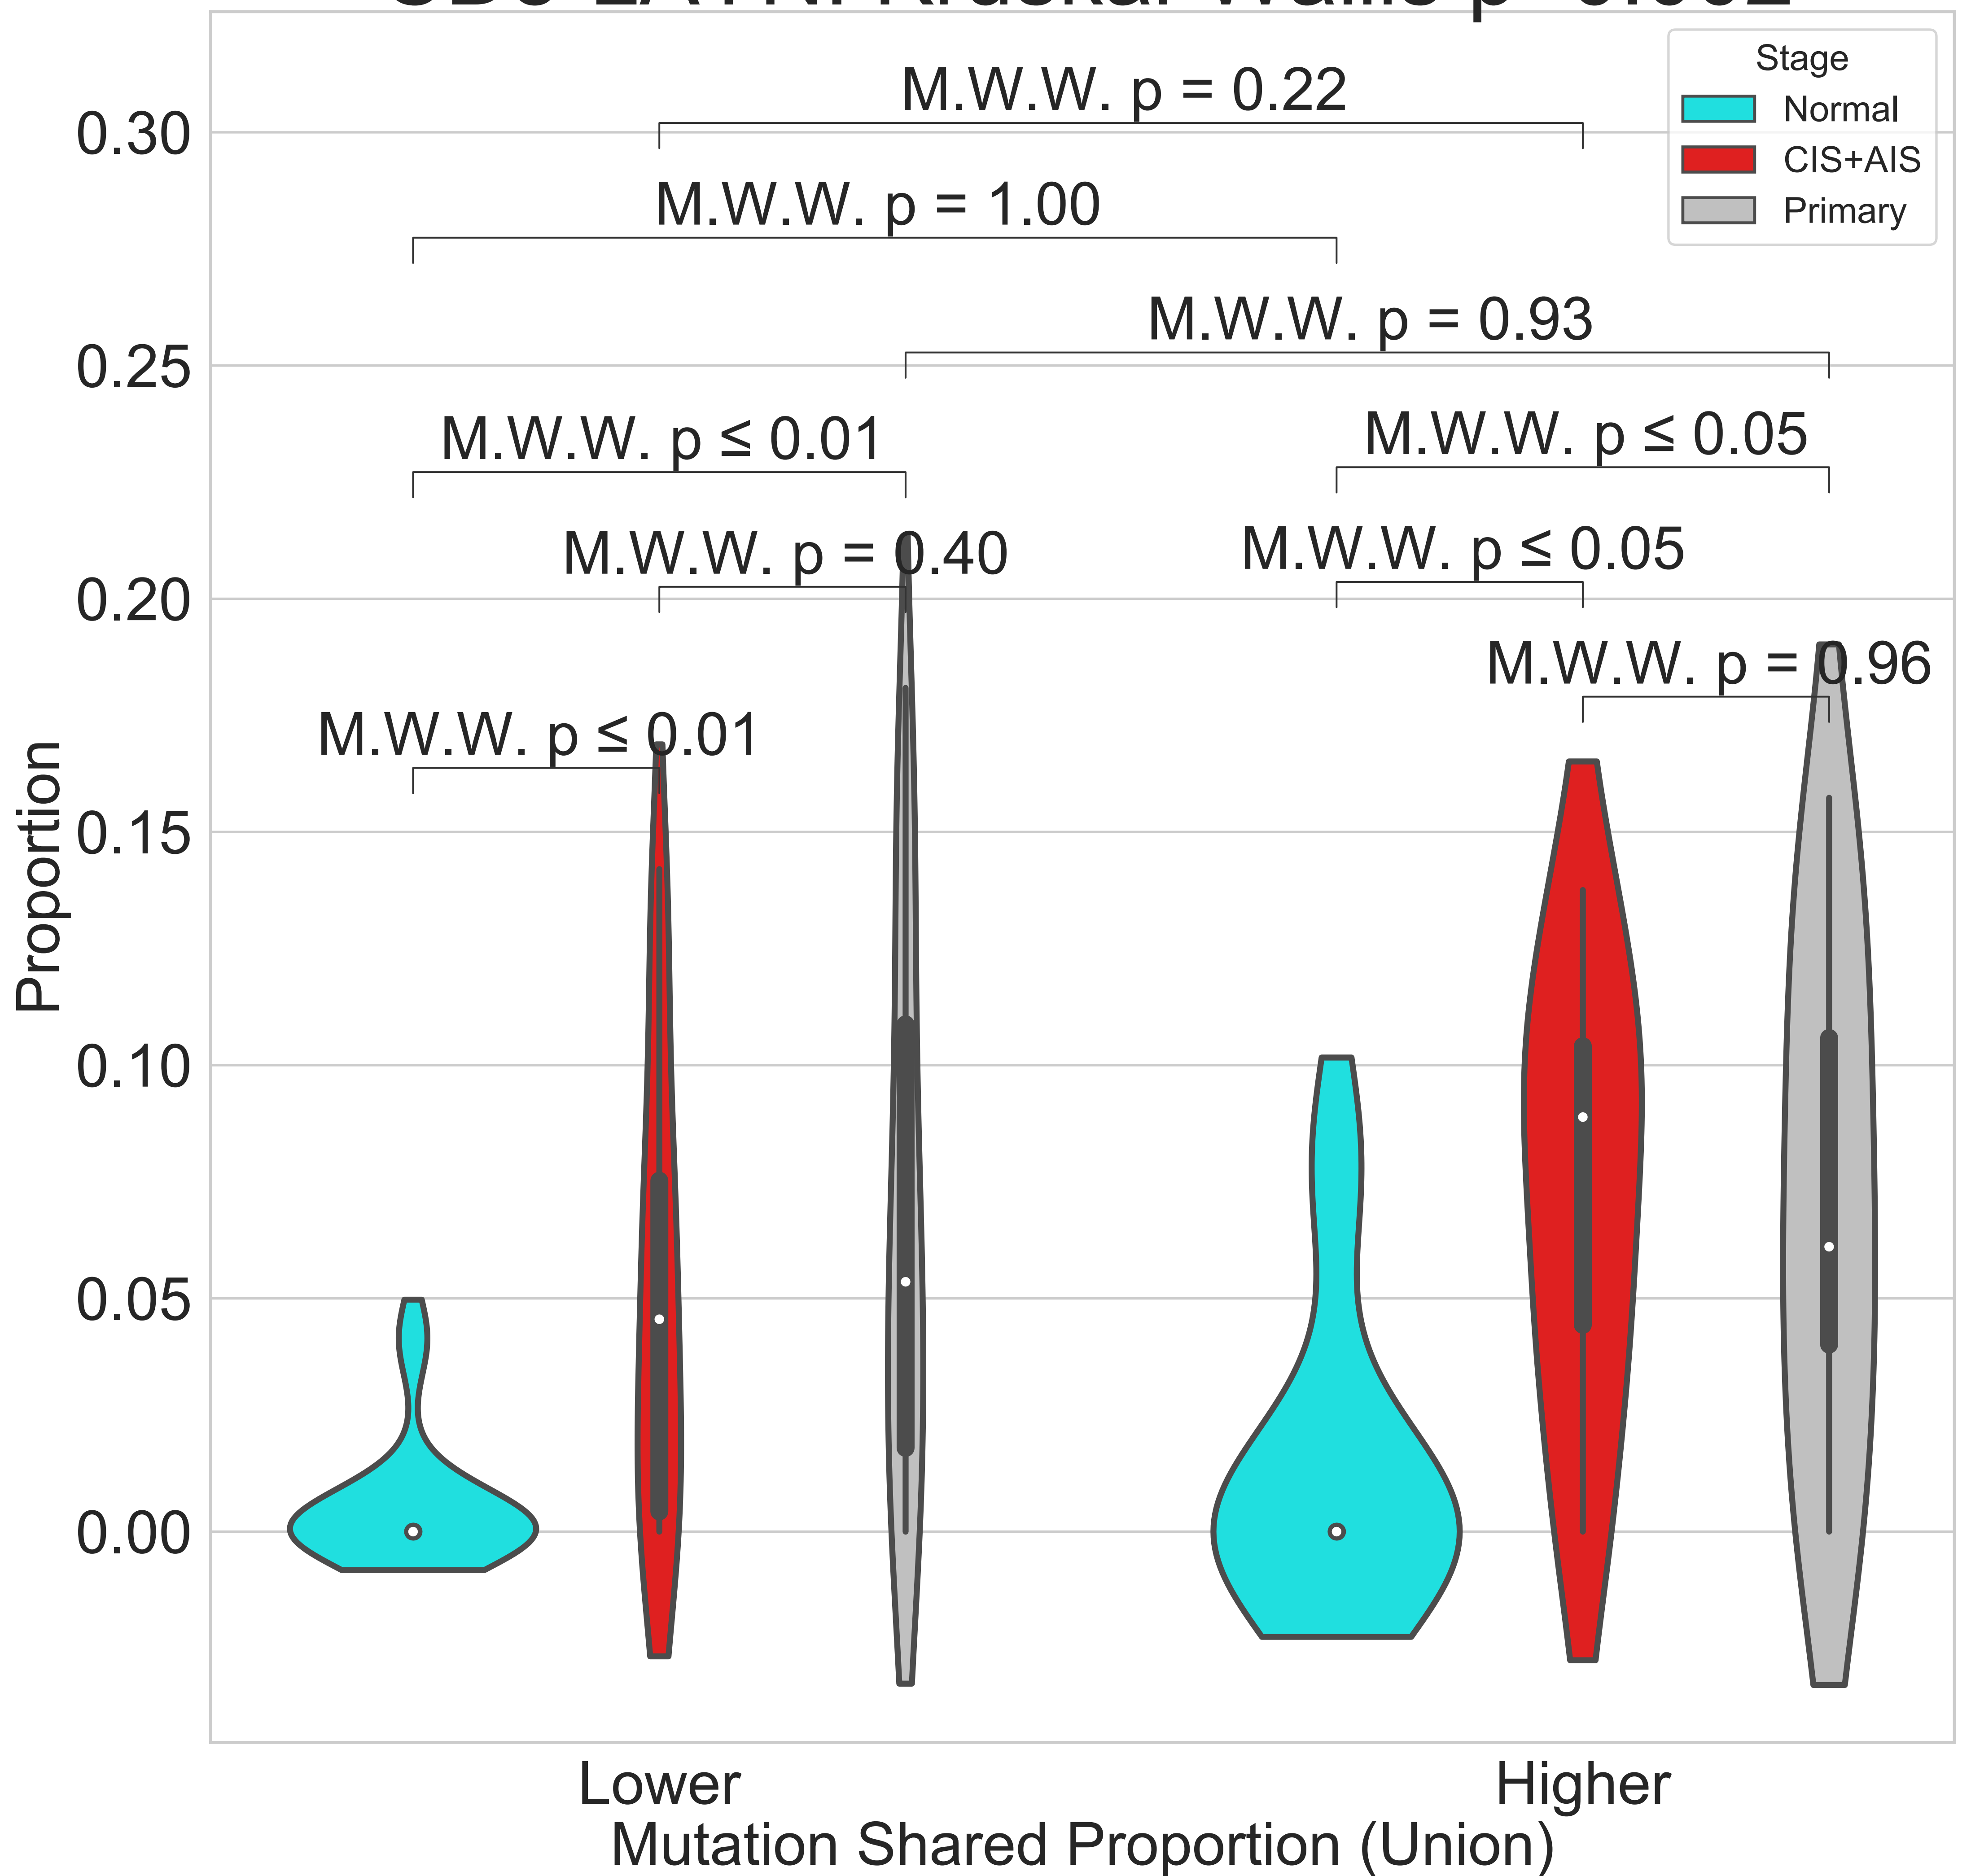 Stage
Normal
CIS+AIS
Primary
M.W.W. p = 0.22
M.W.W. p = 1.00
M.W.W. p = 0.93
M.W.W. p ≤ 0.01
M.W.W. p ≤ 0.05
M.W.W. p = 0.40
M.W.W. p ≤ 0.05
M.W.W. p = 0.96
M.W.W. p ≤ 0.01
0.30
0.25
0.20
0.15
0.10
0.05
0.00
Proportion
Lower
Higher
Mutation Shared Proportion (Union)